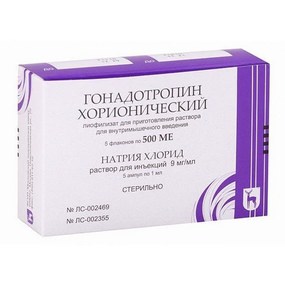 ГОНАДОТРОПИН
ХОРИОНИЧЕСКИЙ
лиофилизат для приготовления раствора
для внутримышечного введения
5 флаконов по 500 МЕ
НАТРИЯ ХЛОРИД
раствор для инъекций 9 мг/мл
5 ампул по 1 мл
СТЕРИЛЬНО
№ ЛС-002469
№ ЛС-002355